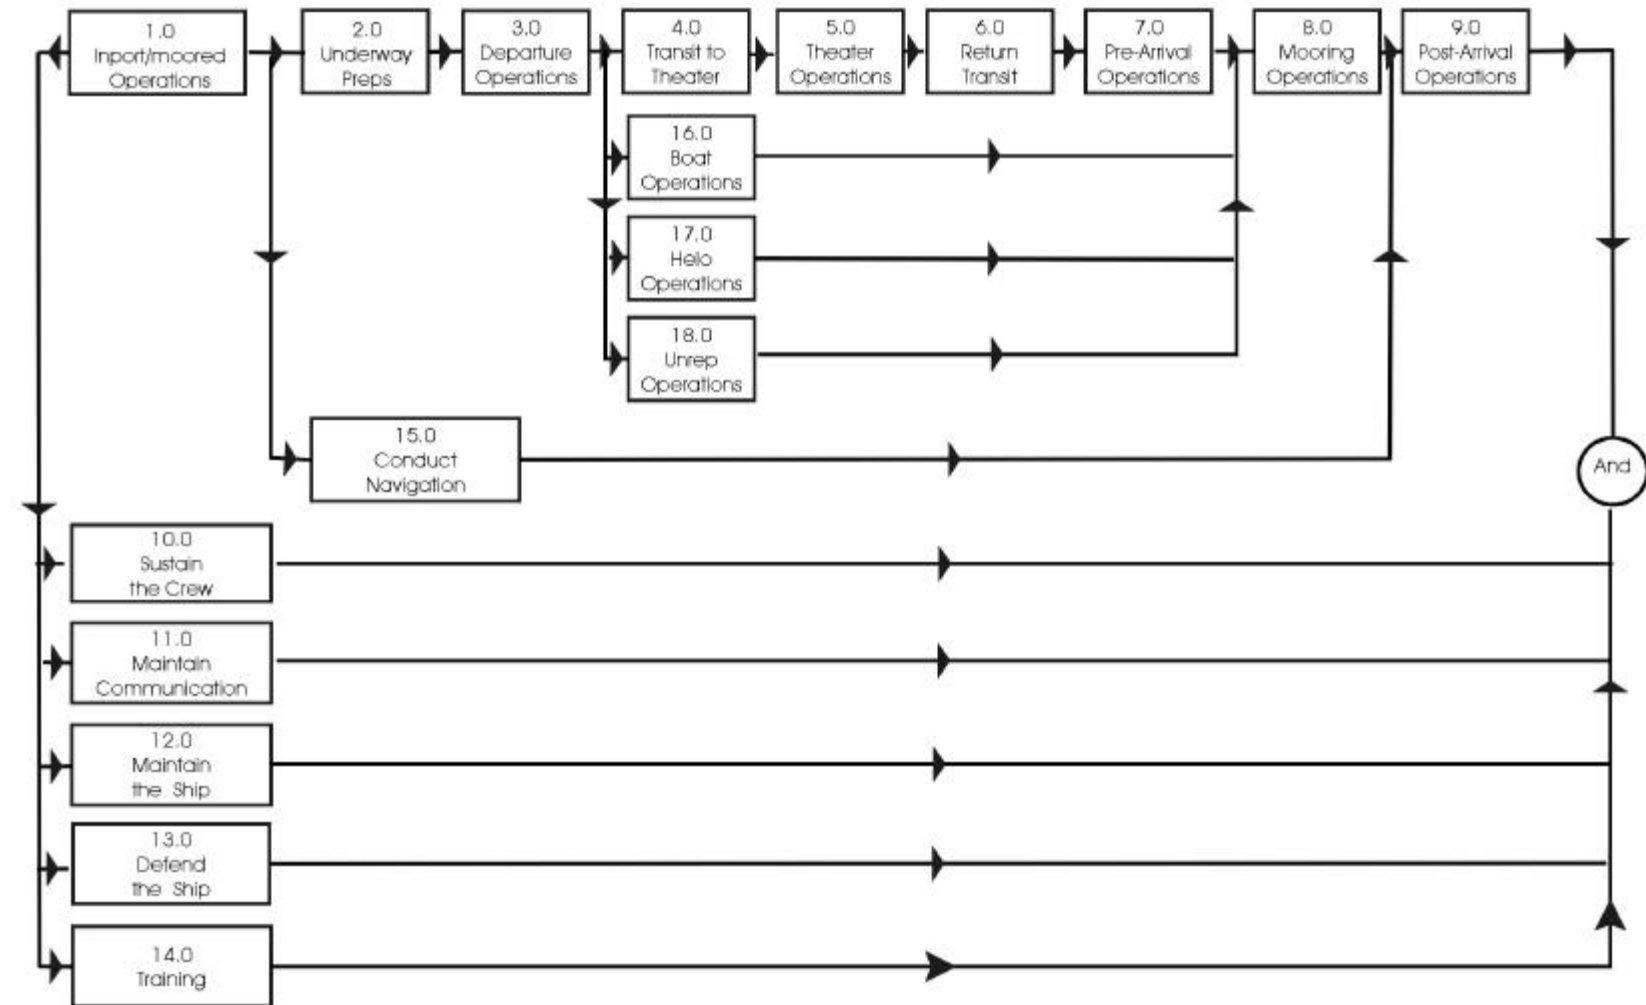 1.0
Inport/moored
Operations
2.0
Underway
Preps
3.0
Departure
Operations
4.0
Transit to
Theater
5.0
Theater
Operations
6.0
Return
Transit
7.0
Pre-Arrival
Operations
8.0
Mooring
Operations
9.0
Post-Arrival
Operations
16.0
Boat
Operations
17.0
Helo
Operations
18.0
Unrep
Operations
15.0
Conduct
Navigation
And
10.0
Sustain
the Crew
11.0
Maintain
Communication
12.0
Maintain
the Ship
13.0
Defend
the Ship
14.0
Training